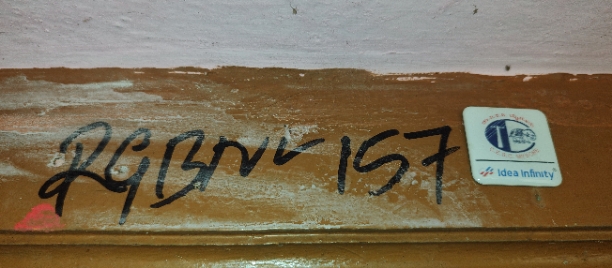 RGBNL 157
Idea Infinity